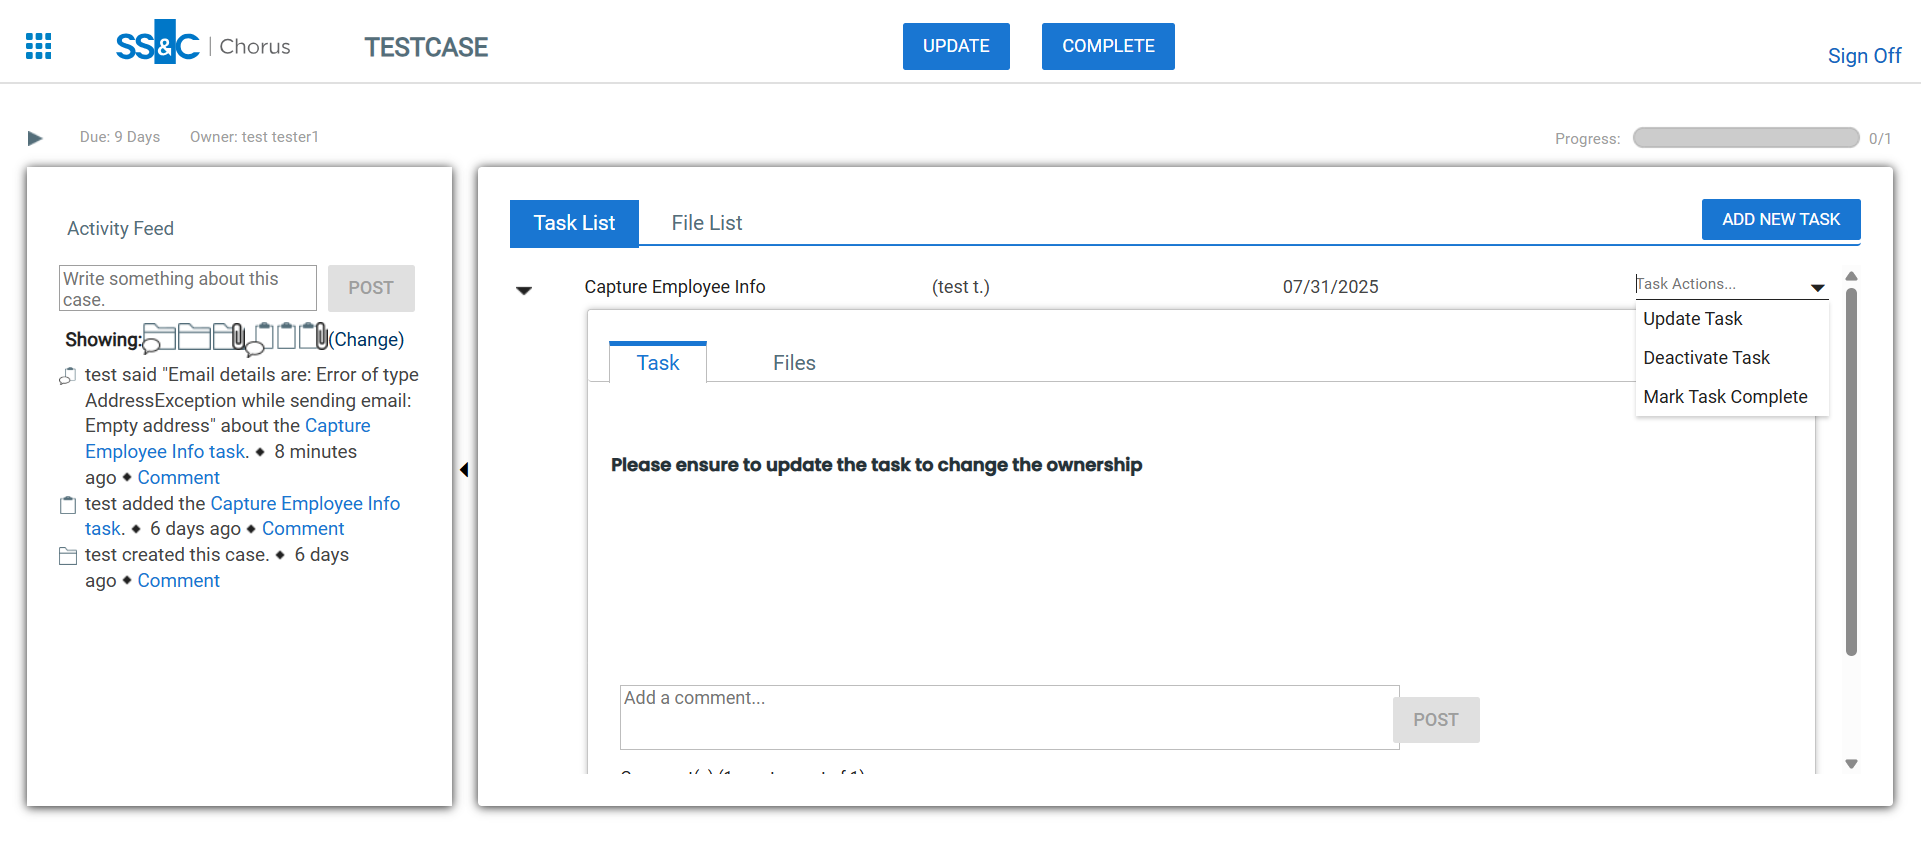 SS&C | Chorus
TESTCASE
UPDATE
COMPLETE
Sign Off
Due: 9 Days
Owner: test tester1
Progress:
0/1
Activity Feed
Write something about this
case.
POST
Showing:
(Change)
test said "Email details are: Error of type
AddressException while sending email:
Empty address" about the Capture
Employee Info task. ◆ 8 minutes
ago ◆ Comment
test added the Capture Employee Info
task. ◆ 6 days ago ◆ Comment
test created this case. ◆ 6 days
ago ◆ Comment
Task List
File List
ADD NEW TASK
Capture Employee Info
(test t.)
07/31/2025
Task Actions...
Update Task
Deactivate Task
Mark Task Complete
Task
Files
Please ensure to update the task to change the ownership
Add a comment...
POST